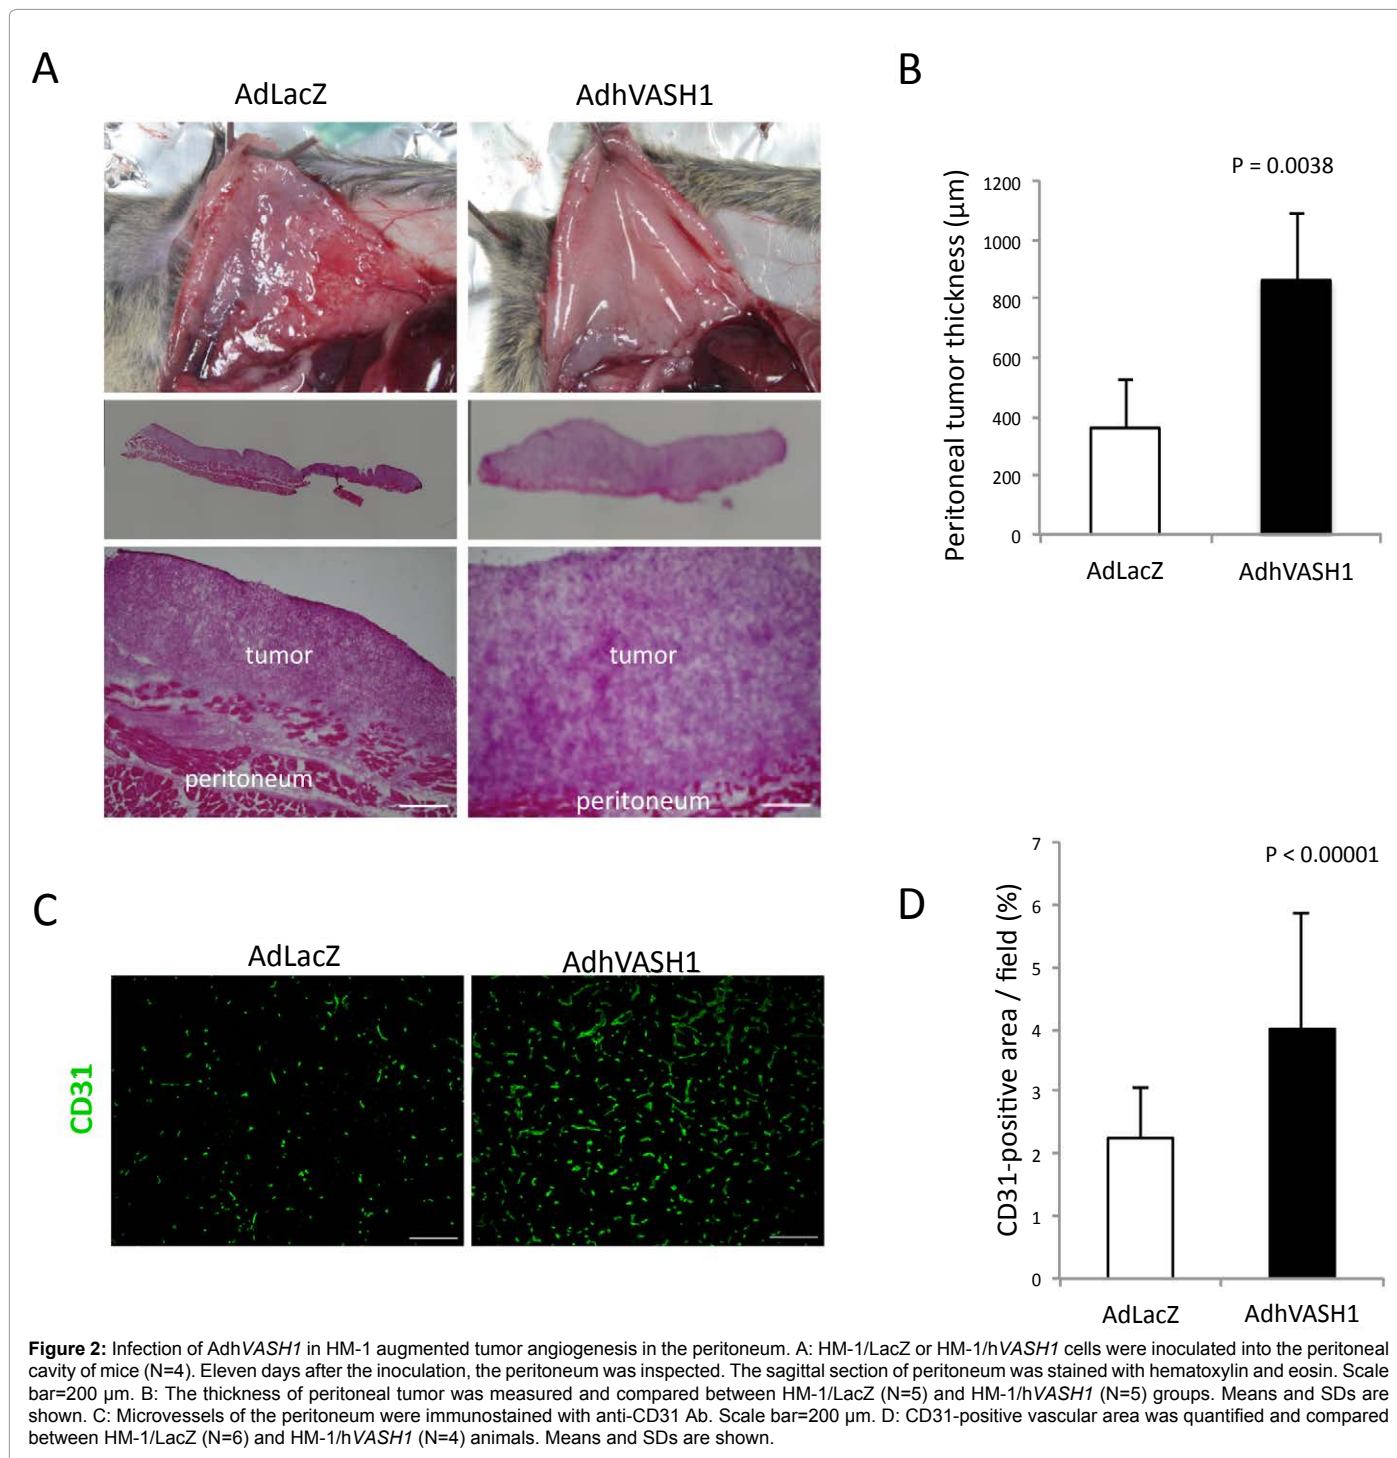 A
AdLacZ
AdhVASH1
tumor
tumor
peritoneum
peritoneum
B
P = 0.0038
Peritoneal tumor thickness (µm)
1200
1000
800
600
400
200
0
AdLacZ
AdhVASH1
C
AdLacZ
AdhVASH1
CD31
D
P < 0.00001
CD31-positive area / field (%)
7
6
5
4
3
2
1
0
AdLacZ
AdhVASH1
Figure 2: Infection of AdhVASH1 in HM-1 augmented tumor angiogenesis in the peritoneum. A: HM-1/LacZ or HM-1/hVASH1 cells were inoculated into the peritoneal
cavity of mice (N=4). Eleven days after the inoculation, the peritoneum was inspected. The sagittal section of peritoneum was stained with hematoxylin and eosin. Scale
bar=200 µm. B: The thickness of peritoneal tumor was measured and compared between HM-1/LacZ (N=5) and HM-1/hVASH1 (N=5) groups. Means and SDs are
shown. C: Microvessels of the peritoneum were immunostained with anti-CD31 Ab. Scale bar=200 µm. D: CD31-positive vascular area was quantified and compared
between HM-1/LacZ (N=6) and HM-1/hVASH1 (N=4) animals. Means and SDs are shown.